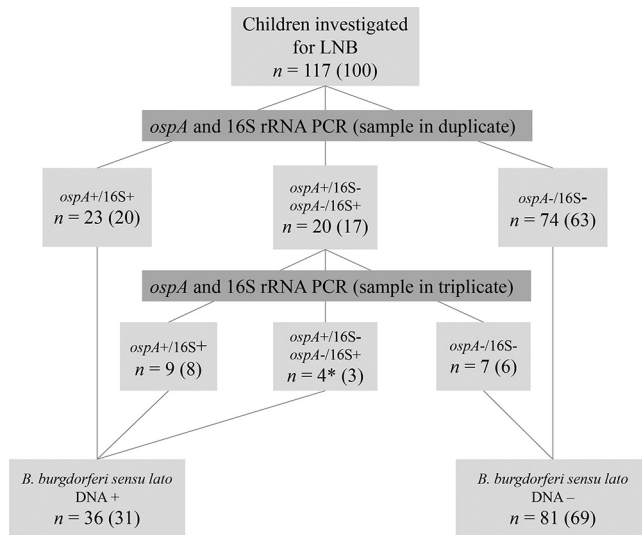 Children investigated
for LNB
n = 117 (100)
ospA and 16S rRNA PCR (sample in duplicate)
ospA+/16S+
n = 23 (20)
ospA+/16S-
ospA-/16S+
n = 20 (17)
ospA-/16S-
n = 74 (63)
ospA and 16S rRNA PCR (sample in triplicate)
ospA+/16S+
n = 9 (8)
ospA+/16S-
ospA-/16S+
n = 4* (3)
ospA-/16S-
n = 7 (6)
B. burgdorferi sensu lato
DNA +
n = 36 (31)
B. burgdorferi sensu lato
DNA –
n = 81 (69)